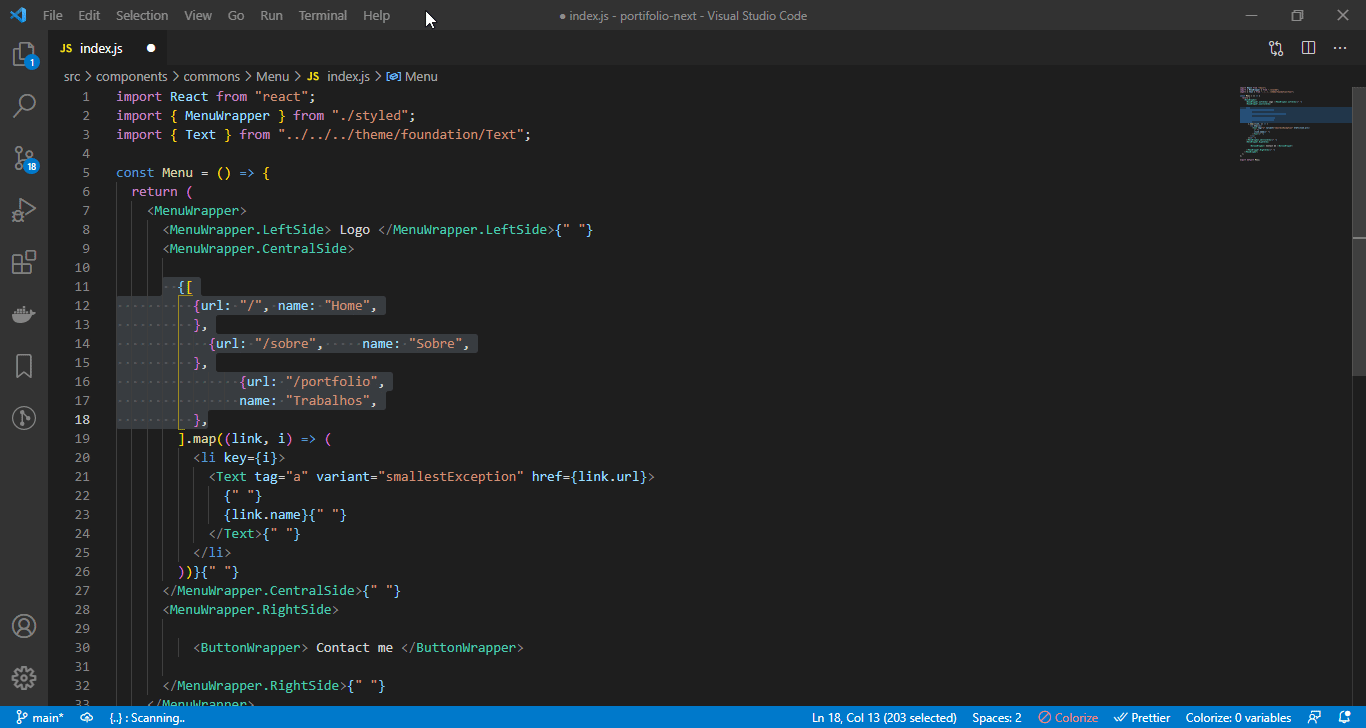 File Edit Selection View Go Run Terminal Help ● index.js - portifolio-next - Visual Studio Code
JS index.js ●
1
src > components > commons > Menu > JS index.js > Menu
1 import React from "react";
2 import { MenuWrapper } from "./styled";
3 import { Text } from "../../../theme/foundation/Text";
4
5 const Menu = () => {
6 return (
7 <MenuWrapper>
8 <MenuWrapper.LeftSide> Logo </MenuWrapper.LeftSide>{" "}
9 <MenuWrapper.CentralSide>
10
11 {[
12 {url: "/", name: "Home",
13 },
14 {url: "/sobre", name: "Sobre",
15 },
16 {url: "/portfolio",
17 name: "Trabalhos",
18 },
19 ].map((link, i) => (
20 <li key={i}>
21 <Text tag="a" variant="smallestException" href={link.url}>
22 {" "}
23 {link.name}{" "}
24 </Text>{" "}
25 </li>
26 ))}{" "}
27 </MenuWrapper.CentralSide>{" "}
28 <MenuWrapper.RightSide>
29
30 <ButtonWrapper> Contact me </ButtonWrapper>
31
32 </MenuWrapper.RightSide>{" "}
33 </MenuWrapper>
18
main* {..} : Scanning.. Ln 18, Col 13 (203 selected) Spaces: 2 Colorize Prettier Colorize: 0 variables